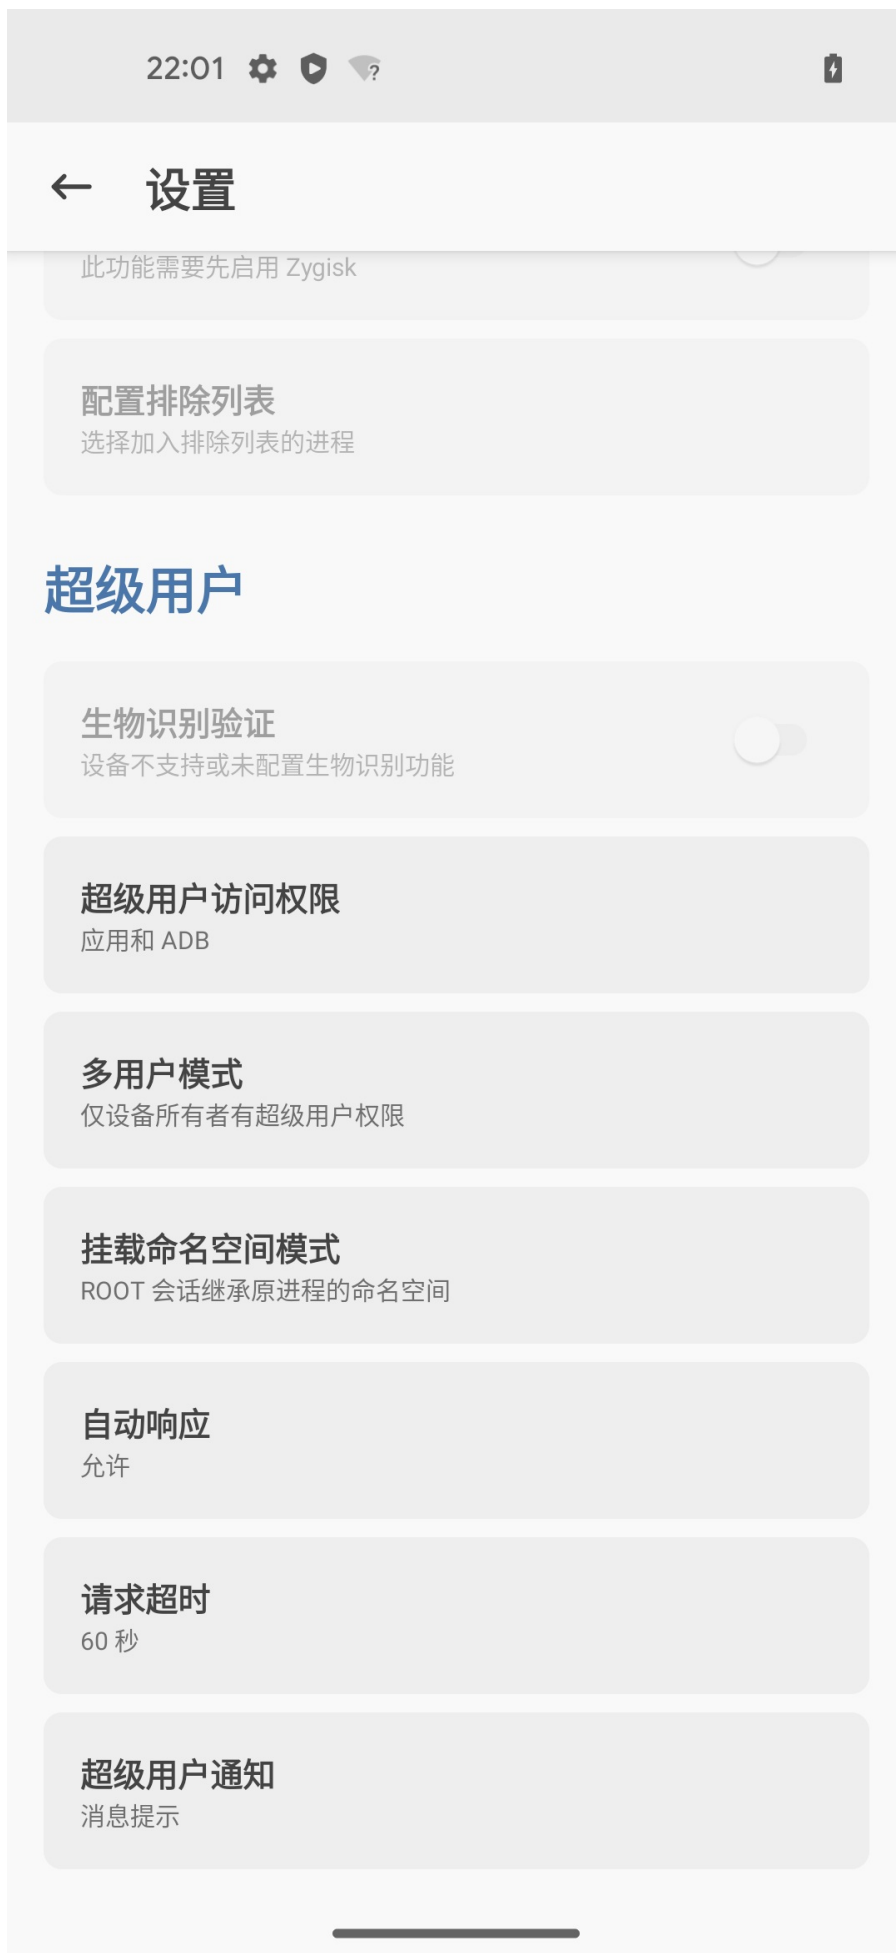 22:01
设置
此功能需要先启用 Zygisk
配置排除列表
选择加入排除列表的进程
超级用户
生物识别验证
设备不支持或未配置生物识别功能
超级用户访问权限
应用和 ADB
多用户模式
仅设备所有者有超级用户权限
挂载命名空间模式
ROOT 会话继承原进程的命名空间
自动响应
允许
请求超时
60 秒
超级用户通知
消息提示